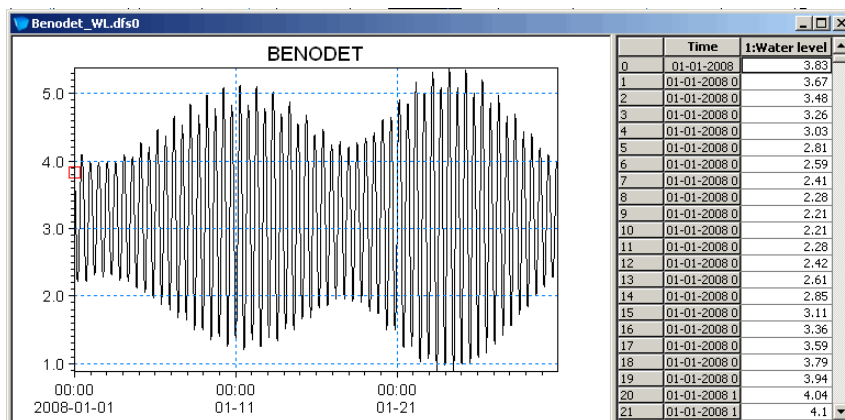 Benodet_WL.dfs0
BENODET
5.0
4.0
3.0
2.0
1.0
00:00 00:00 00:00
2008-01-01 01-11 01-21
Time 1:Water level
0 01-01-2008 3.83
1 01-01-2008 0 3.67
2 01-01-2008 0 3.48
3 01-01-2008 0 3.26
4 01-01-2008 0 3.03
5 01-01-2008 0 2.81
6 01-01-2008 0 2.59
7 01-01-2008 0 2.41
8 01-01-2008 0 2.28
9 01-01-2008 0 2.21
10 01-01-2008 0 2.21
11 01-01-2008 0 2.28
12 01-01-2008 0 2.42
13 01-01-2008 0 2.61
14 01-01-2008 0 2.85
15 01-01-2008 0 3.11
16 01-01-2008 0 3.36
17 01-01-2008 0 3.59
18 01-01-2008 0 3.79
19 01-01-2008 0 3.94
20 01-01-2008 1 4.04
21 01-01-2008 1 4.1